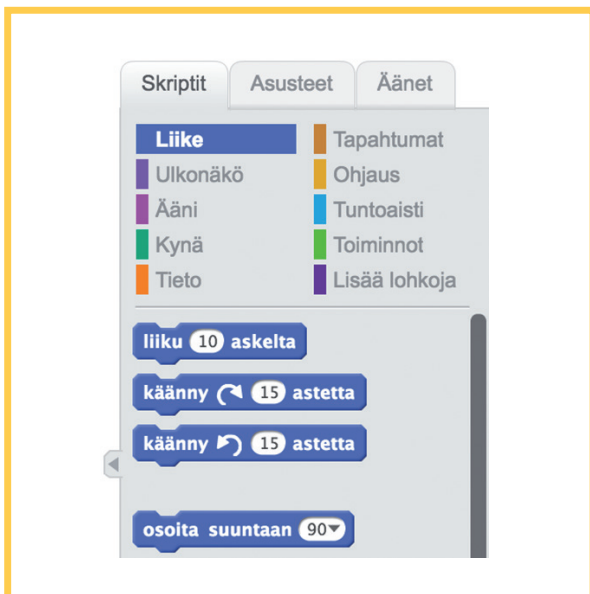 Skriptit Asusteet Äänet
Liike Tapahtumat
Ulkonäkö Ohjaus
Ääni Tuntoaisti
Kynä Toiminnot
Tieto Lisää lohkoja
liiku 10 askelta
käänny 15 astetta
käänny 15 astetta
osoita suuntaan 90